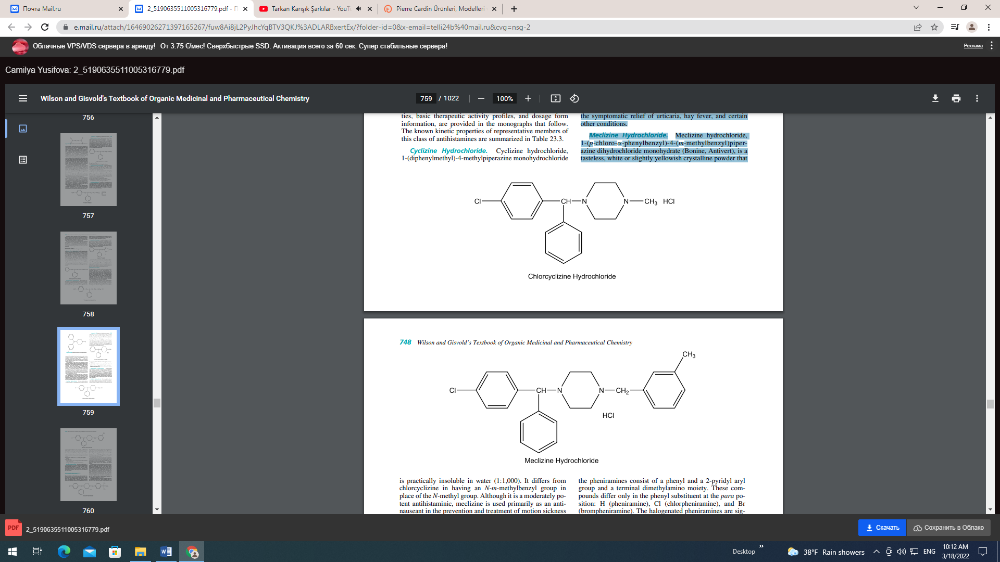 Почта Mail.ru
2_5190635511005316779.pdf - П
Tarkan Karışık Şarkılar - YouTu
Pierre Cardin Ürünleri, Modelleri
e.mail.ru/attach/16469026271397165267/fuw8Ai8jL2PyJhcYqBTV3QKJ%3ADLARBxertEx/?folder-id=0&x-email=telli24b%40mail.ru&cvg=nsg-2
Облачные VPS/VDS сервера в аренду! От 3.75 €/мес! Сверхбыстрые SSD. Активация всего за 60 сек. Супер стабильные сервера!
Реклама
Camilya Yusifova: 2_5190635511005316779.pdf
Wilson and Gisvold's Textbook of Organic Medicinal and Pharmaceutical Chemistry
759 / 1022
100%
756
757
758
759
760
ties, basic therapeutic activity profiles, and dosage form
information, are provided in the monographs that follow.
The known kinetic properties of representative members of
this class of antihistamines are summarized in Table 23.3.
Cyclizine Hydrochloride. Cyclizine hydrochloride,
1-(diphenylmethyl)-4-methylpiperazine monohydrochloride
the symptomatic relief of urticaria, hay fever, and certain
other conditions.
Meclizine Hydrochloride. Meclizine hydrochloride,
1-(p-chloro-α-phenylbenzyl)-4-(m-methylbenzyl)piper-
azine dihydrochloride monohydrate (Bonine, Antivert), is a
tasteless, white or slightly yellowish crystalline powder that
Cl CH N N CH3 HCl
Chlorcyclizine Hydrochloride
748 Wilson and Gisvold's Textbook of Organic Medicinal and Pharmaceutical Chemistry
CH3
Cl CH N N CH2
HCl
Meclizine Hydrochloride
is practically insoluble in water (1:1,000). It differs from
chlorcyclizine in having an N-m-methylbenzyl group in
place of the N-methyl group. Although it is a moderately po-
tent antihistaminic, meclizine is used primarily as an anti-
nauseant in the prevention and treatment of motion sickness
the pheniramines consist of a phenyl and a 2-pyridyl aryl
group and a terminal dimethylamino moiety. These com-
pounds differ only in the phenyl substituent at the para po-
sition: H (pheniramine), Cl (chlorpheniramine), and Br
(brompheniramine). The halogenated pheniramines are sig-
PDF
2_5190635511005316779.pdf
Скачать
Сохранить в Облако
Desktop
38°F Rain showers
ENG
10:12 AM
3/18/2022